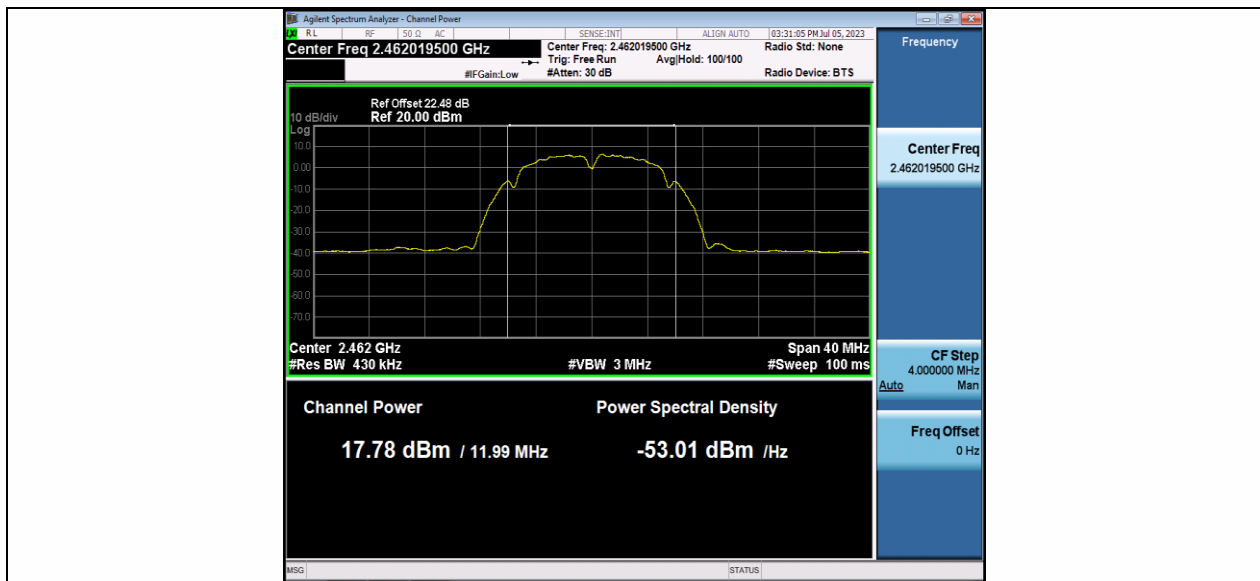 Agilent Spectrum Analyzer - Channel Power
RL RF 50 Ω AC SENSE:INT ALIGN AUTO 03:31:05 PM Jul 05, 2023
Center Freq 2.462019500 GHz
Center Freq: 2.462019500 GHz Radio Std: None
Trig: Free Run Avg|Hold: 100/100
#IFGain:Low #Atten: 30 dB Radio Device: BTS
Ref Offset 22.48 dB
10 dB/div Ref 20.00 dBm
Log
10.0
0.00
-10.0
-20.0
-30.0
-40.0
-50.0
-60.0
-70.0
Center 2.462 GHz Span 40 MHz
#Res BW 430 kHz #VBW 3 MHz #Sweep 100 ms
Channel Power Power Spectral Density
17.78 dBm / 11.99 MHz -53.01 dBm /Hz
Frequency
Center Freq
2.462019500 GHz
CF Step
4.000000 MHz
Auto Man
Freq Offset
0 Hz
MSG STATUS